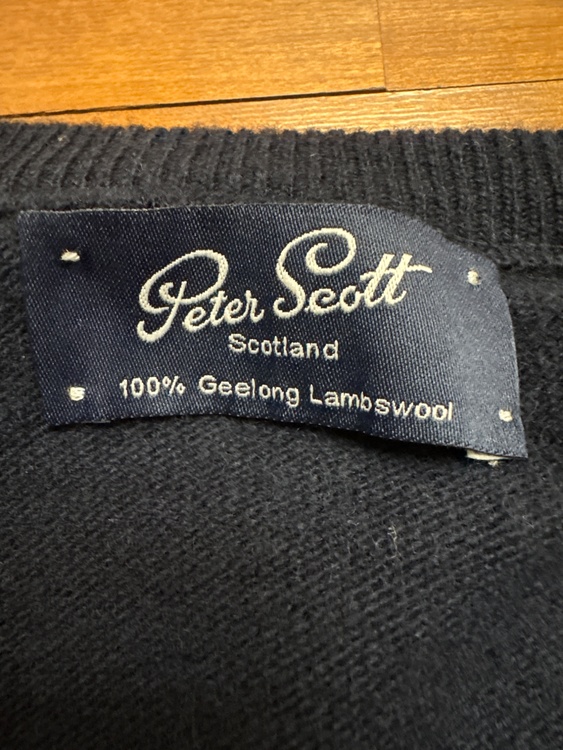 Peter Scott
Scotland
100% Geelong Lambswool